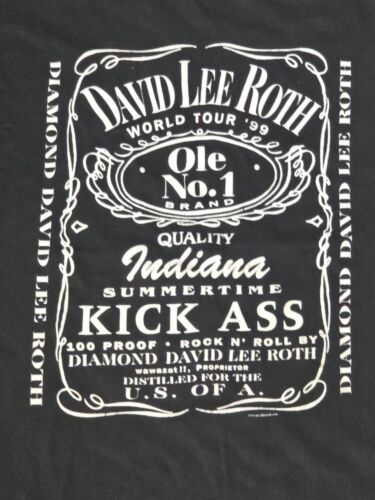 DAVID LEE ROTH
WORLD TOUR '99
Ole
No. 1
BRAND
QUALITY
Indiana
SUMMERTIME
KICK ASS
100 PROOF • ROCK N' ROLL BY
DIAMOND DAVID LEE ROTH
wawazat!!, PROPRIETOR
DISTILLED FOR THE
U.S. OF A.
DIAMOND DAVID LEE ROTH
DIAMOND DAVID LEE ROTH